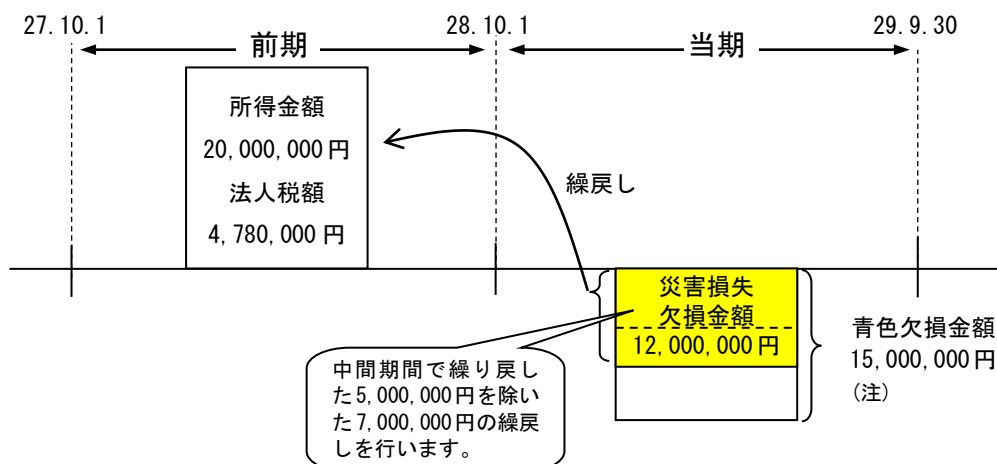 27.10.1
28.10.1
29.9.30
前期
当期
所得金額
20,000,000円
法人税額
4,780,000円
繰戻し
災害損失
欠損金額
12,000,000円
青色欠損金額
15,000,000円
(注)
中間期間で繰り戻し
た5,000,000円を除い
た7,000,000円の繰戻
しを行います。